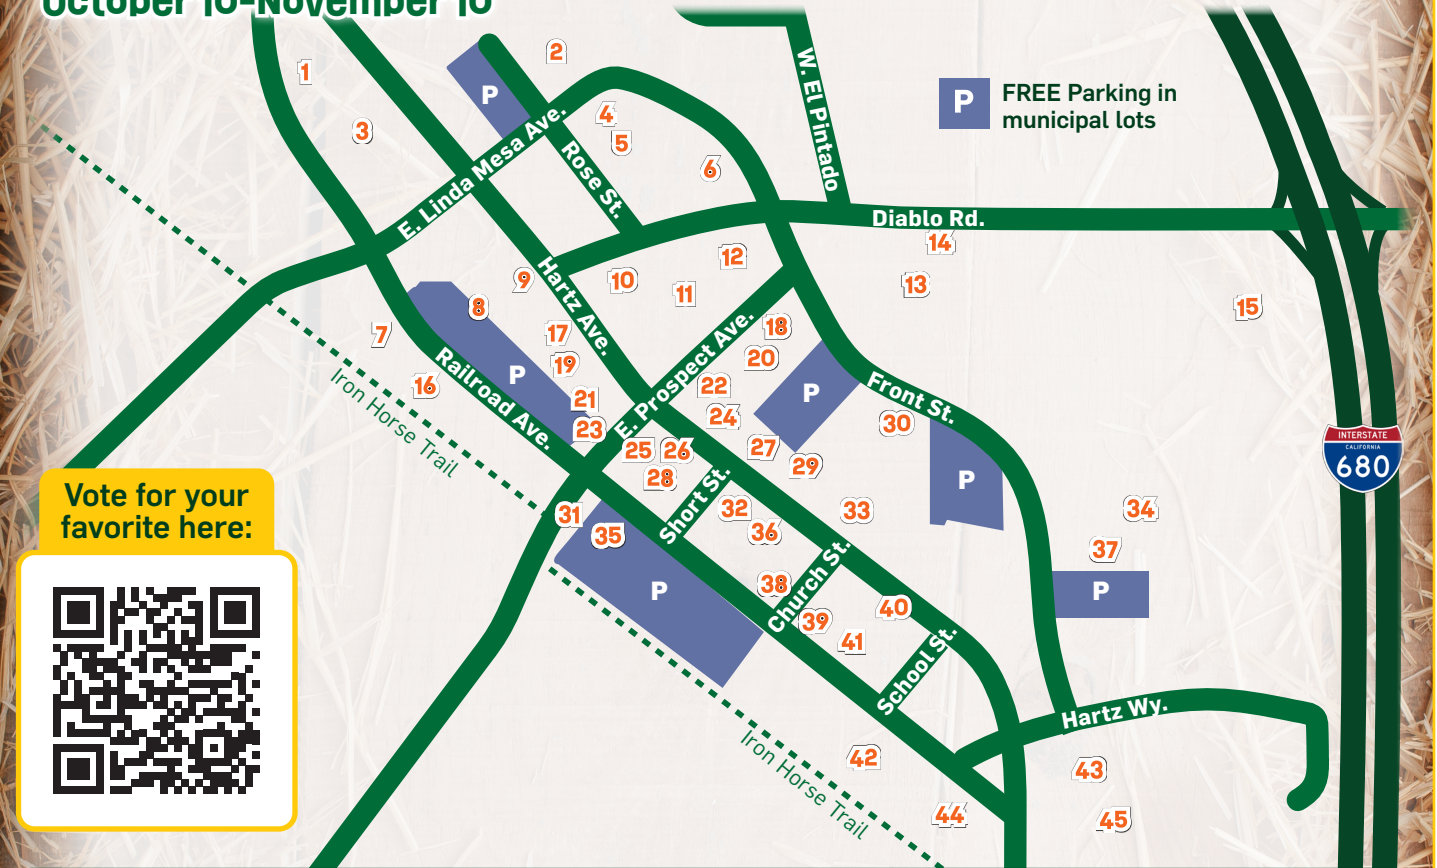 October 10-November 10
1
2
3
P
E. Linda Mesa Ave.
4
5
Rose St.
6
W. El Pintado
P
FREE Parking in
municipal lots
Diablo Rd.
14
12
13
15
9
10
11
Hartz Ave.
7
8
17
18
P
19
20
16
Railroad Ave.
21
22
E. Prospect Ave.
P
Front St.
23
24
30
Iron Horse Trail
25
26
27
28
29
P
INTERSTATE
CALIFORNIA
680
Short St.
31
32
33
34
35
36
37
P
38
Church St.
P
39
40
41
School St.
Hartz Wy.
42
43
Iron Horse Trail
44
45
Vote for your
favorite here: